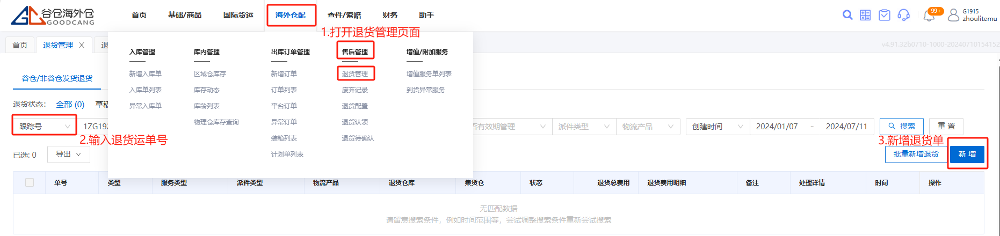 谷仓海外仓
GOODCANG
首页 基础/商品 国际货运 海外仓配 查件/索赔 财务 助手
99+
G1915
zhoulitemu
1.打开退货管理页面
首页 退货管理 X 退
v4.91.32b0710-1000-20240710154152
入库管理 库内管理 出库订单管理 售后管理 增值/附加服务
新增入库单 区域仓库存 新增订单 退货管理 增值服务单列表
入库单列表 库存动态 订单列表 废弃记录 到货异常服务
异常入库单 库龄列表 平台订单 退货配置
物理仓库存查询 异常订单 退货认领
装箱列表 退货待确认
计划单列表
谷仓/非谷仓发货退货
退货状态: 全部 (0) 草稿
跟踪号 1ZG192 否有效期管理 派件类型 物流产品 创建时间 2024/01/07 ~ 2024/07/11 搜索 重置
2.输入退货运单号
3.新增退货单
已选: 0 导出 批量新增退货 新增
单号 类型 服务类型 派件类型 物流产品 退货仓库 集货仓 状态 退货总费用 退货费用明细 备注 处理详情 时间 操作
无匹配数据
请留意搜索条件，例如时间范围等，尝试调整搜索条件重新尝试搜索